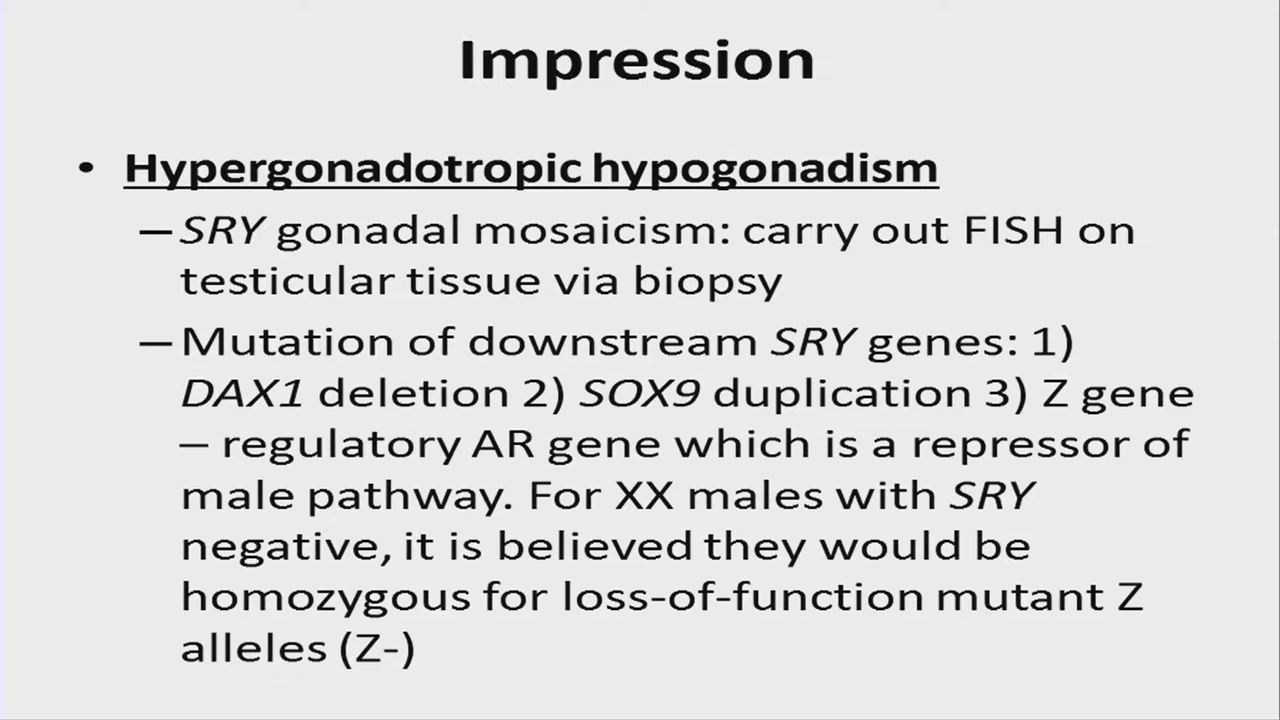 Impression
• Hypergonadotropic hypogonadism
– SRY gonadal mosaicism: carry out FISH on
testicular tissue via biopsy
– Mutation of downstream SRY genes: 1)
DAX1 deletion 2) SOX9 duplication 3) Z gene
– regulatory AR gene which is a repressor of
male pathway. For XX males with SRY
negative, it is believed they would be
homozygous for loss-of-function mutant Z
alleles (Z-)